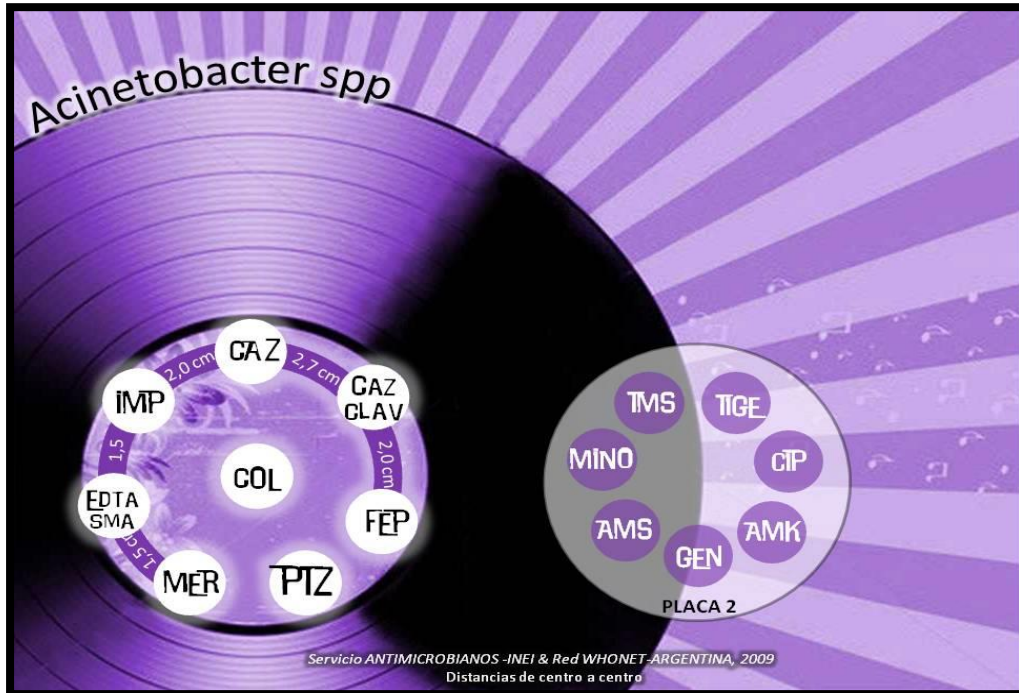 Acinetobacter spp
CAZ
2,0 cm
2,7 cm
IMP
CAZ
CLAV
1,5
COL
2,0 cm
EDTA
SMA
FEP
1,5cm
MER
PTZ
TMS
TIGE
MINO
CIP
AMS
AMK
GEN
PLACA 2
Servicio ANTIMICROBIANOS -INEI & Red WHONET-ARGENTINA, 2009
Distancias de centro a centro